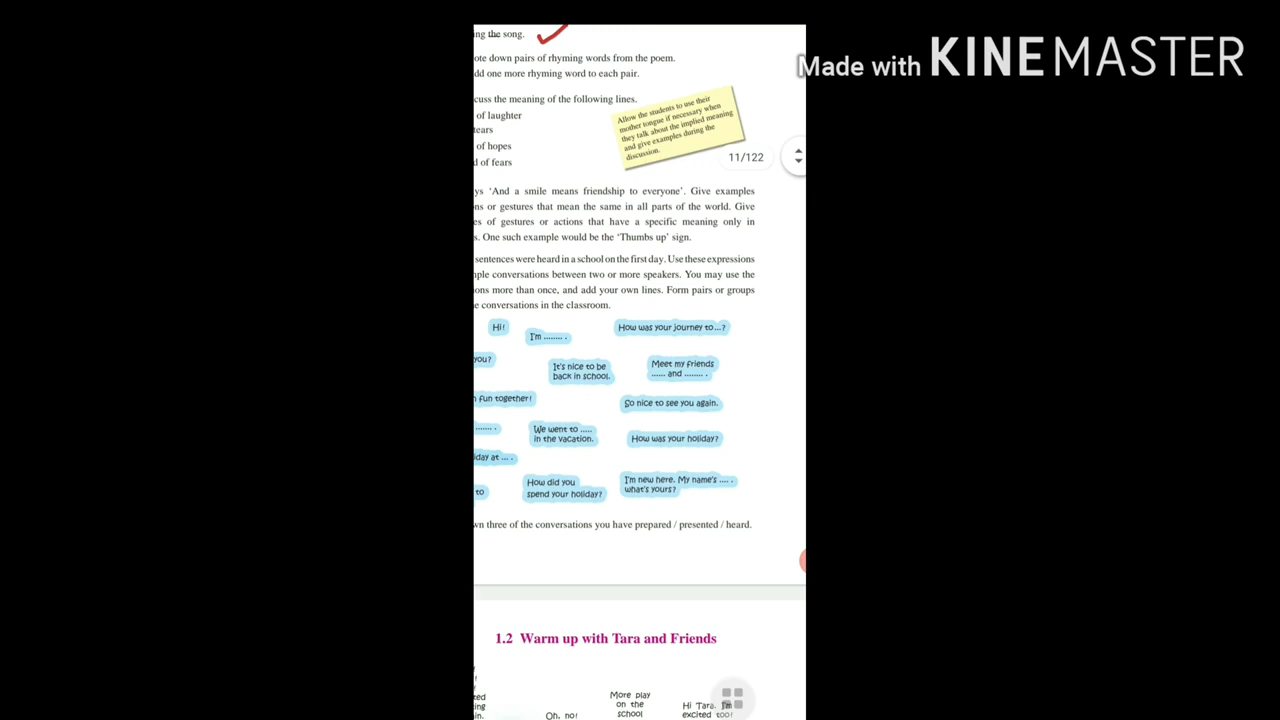 Made with KINEMASTER
ing the song.
ote down pairs of rhyming words from the poem.
dd one more rhyming word to each pair.
cuss the meaning of the following lines.
of laughter
tears
of hopes
d of fears
Allow the students to use their
mother tongue if necessary when
they talk about the implied meaning
and give examples during the
discussion.
11/122
ys ‘And a smile means friendship to everyone’. Give examples
ns or gestures that mean the same in all parts of the world. Give
es of gestures or actions that have a specific meaning only in
s. One such example would be the ‘Thumbs up’ sign.
sentences were heard in a school on the first day. Use these expressions
mple conversations between two or more speakers. You may use the
ons more than once, and add your own lines. Form pairs or groups
e conversations in the classroom.
Hi!
I'm ........ .
How was your journey to...?
you?
It's nice to be
back in school.
Meet my friends
...... and ........ .
fun together!
So nice to see you again.
........ .
We went to .....
in the vacation.
How was your holiday?
iday at ... .
to
How did you
spend your holiday?
I'm new here. My name's .... .
what's yours?
wn three of the conversations you have prepared / presented / heard.
1.2 Warm up with Tara and Friends
ted
ing
in.
Oh, no!
More play
on the
school
Hi Tara. I'm
excited too!